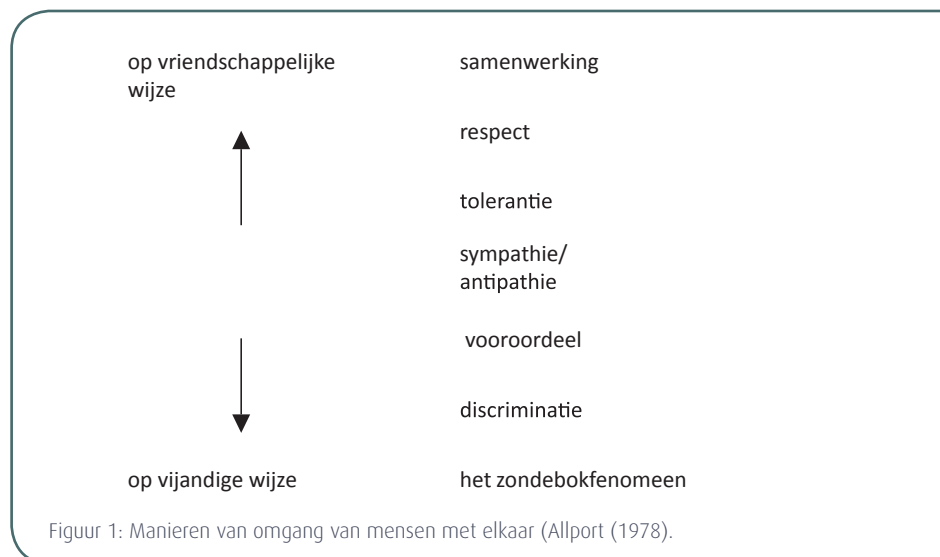 op vriendschappelijke
wijze
samenwerking
respect
tolerantie
sympathie/
antipathie
vooroordeel
discriminatie
op vijandige wijze
het zondebokfenomeen
Figuur 1: Manieren van omgang van mensen met elkaar (Allport (1978).